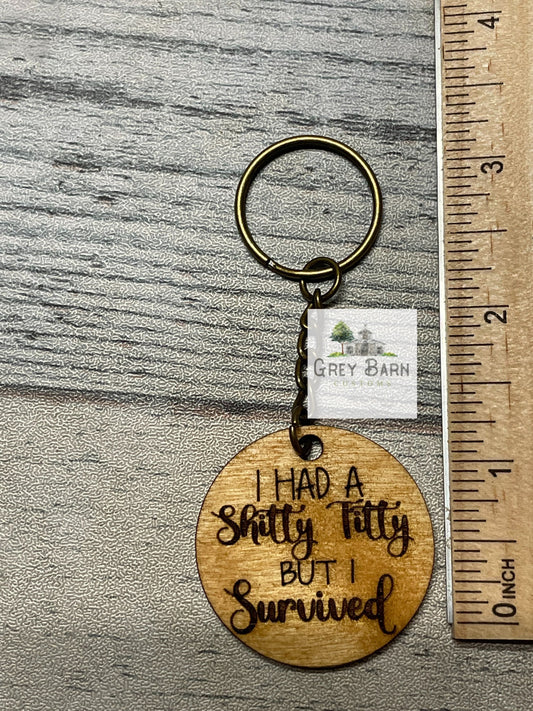 4
3
2
GREY BARN
CUSTOMS
1
I HAD A
Shitty Titty
BUT I
Survived
0 INCH